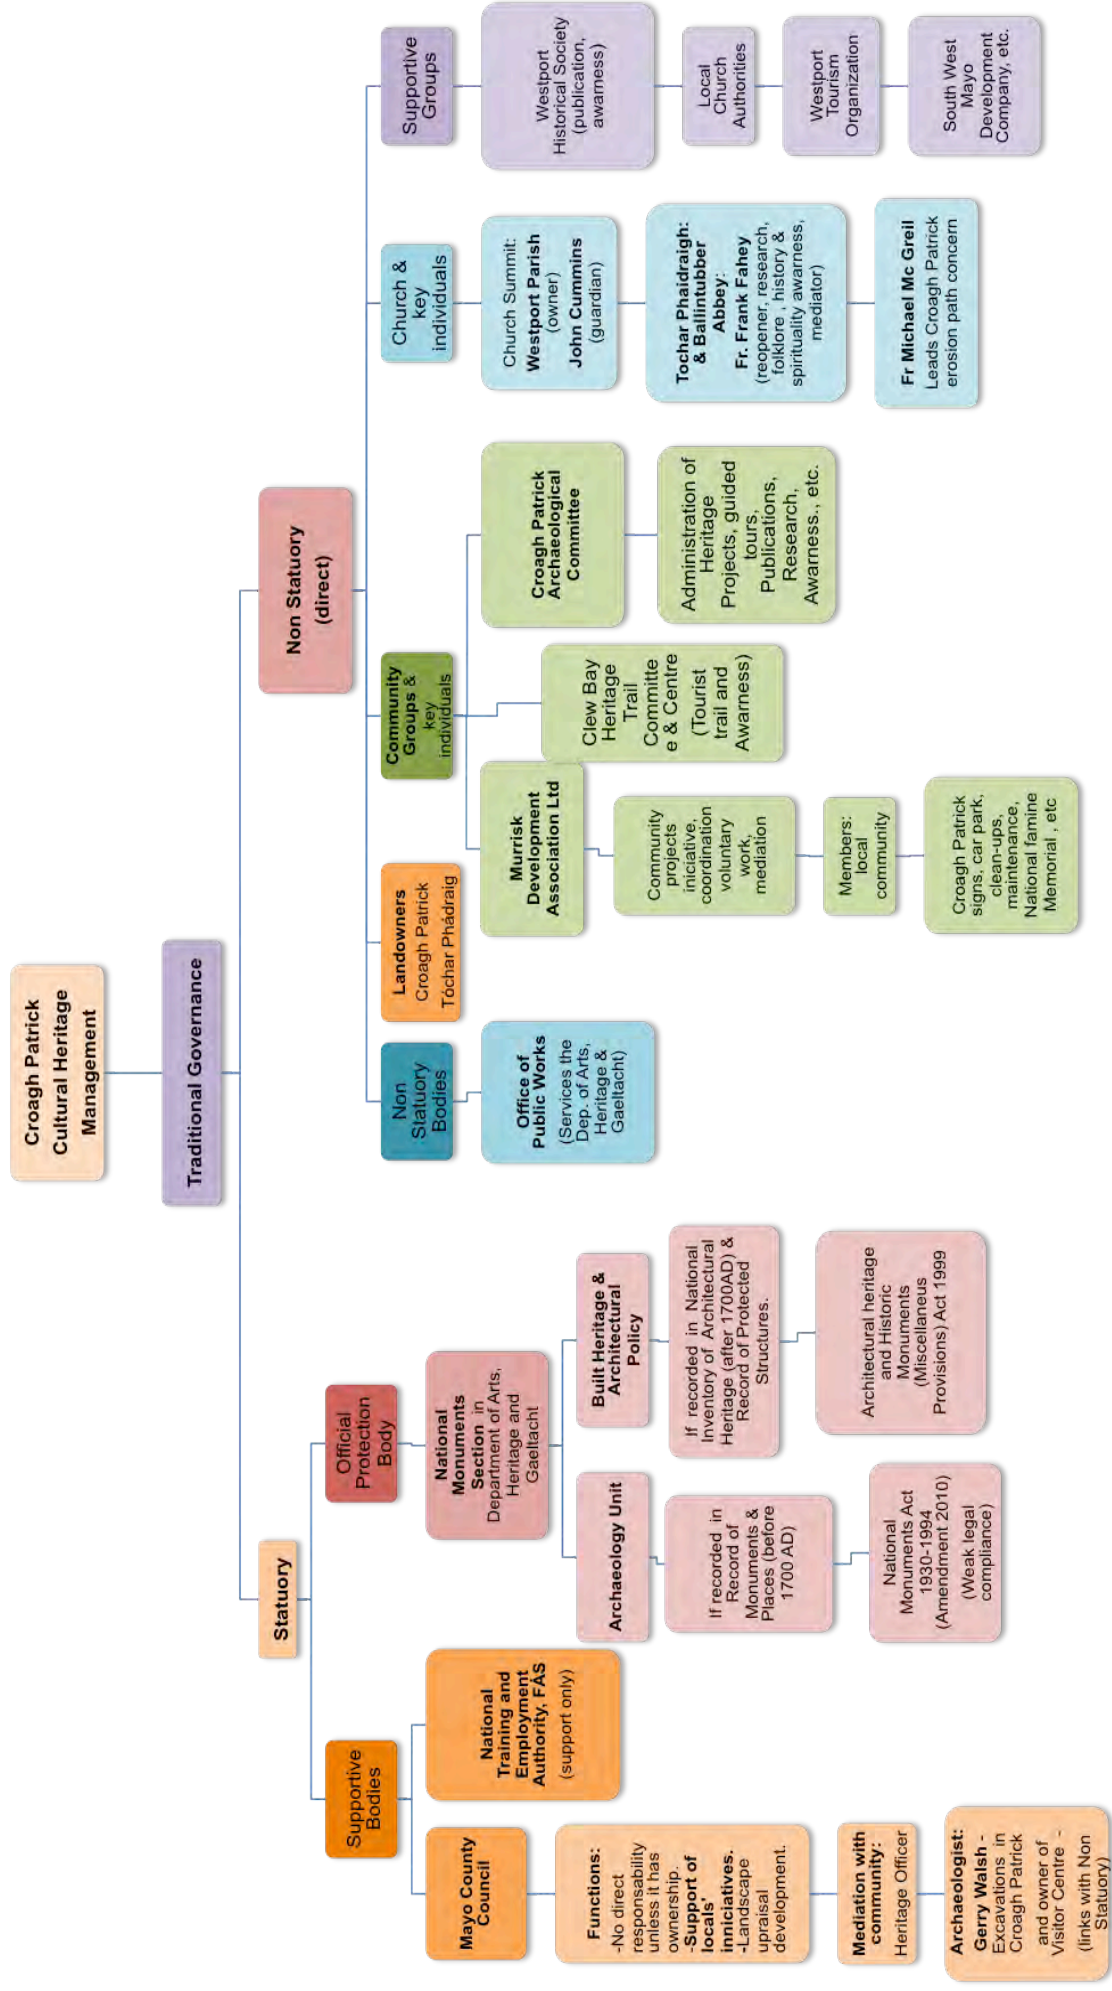 Croagh Patrick
Cultural Heritage
Management
Traditional Governance
Statuory
Supportive
Bodies
Mayo County
Council
Functions:
-No direct
responsability
unless it has
ownership.
-Support of
locals'
inniciatives.
-Landscape
upraisal
development.
Mediation with
community:
Heritage Officer
Archaeologist:
Gerry Walsh -
Excavations in
Croagh Patrick
and owner of
Visitor Centre -
(links with Non
Statuory)
National
Training and
Employment
Authority, FÁS
(support only)
Official
Protection
Body
National
Monuments
Section in
Department of Arts,
Heritage and
Gaeltacht
Archaeology Unit
If recorded in
Record of
Monuments &
Places (before
1700 AD)
National
Monuments Act
1930-1994
(Amendment 2010)
(Weak legal
compliance)
Built Heritage &
Architectural
Policy
If recorded in National
Inventory of Architectural
Heritage (after 1700AD) &
Record of Protected
Structures.
Architectural heritage
and Historic
Monuments
(Miscellaneus
Provisions) Act 1999
Non Statuory
(direct)
Non
Statuory
Bodies
Office of
Public Works
(Services the
Dep. of Arts,
Heritage &
Gaeltacht)
Landowners
Croagh Patrick
Tóchar Phádraig
Community
Groups &
key
individuals
Murrisk
Development
Association Ltd
Community
projects
iniciative,
coordination
voluntary
work,
mediation
Members:
local
community
Croagh Patrick
signs, car park,
clean-ups,
maintenance,
National famine
Memorial , etc
Clew Bay
Heritage
Trail
Committe
e & Centre
(Tourist
trail and
Awarness)
Croagh Patrick
Archaeological
Committee
Administration of
Heritage
Projects, guided
tours,
Publications,
Research,
Awarness., etc.
Church &
key
individuals
Church Summit:
Westport Parish
(owner)
John Cummins
(guardian)
Tochar Phaidraigh:
& Ballintubber
Abbey:
Fr. Frank Fahey
(reopener, research,
folklore , history &
spirituality awarness,
mediator)
Fr Michael Mc Greil
Leads Croagh Patrick
erosion path concern
Supportive
Groups
Westport
Historical Society
(publication,
awarness)
Local
Church
Authorities
Westport
Tourism
Organization
South West
Mayo
Development
Company, etc.